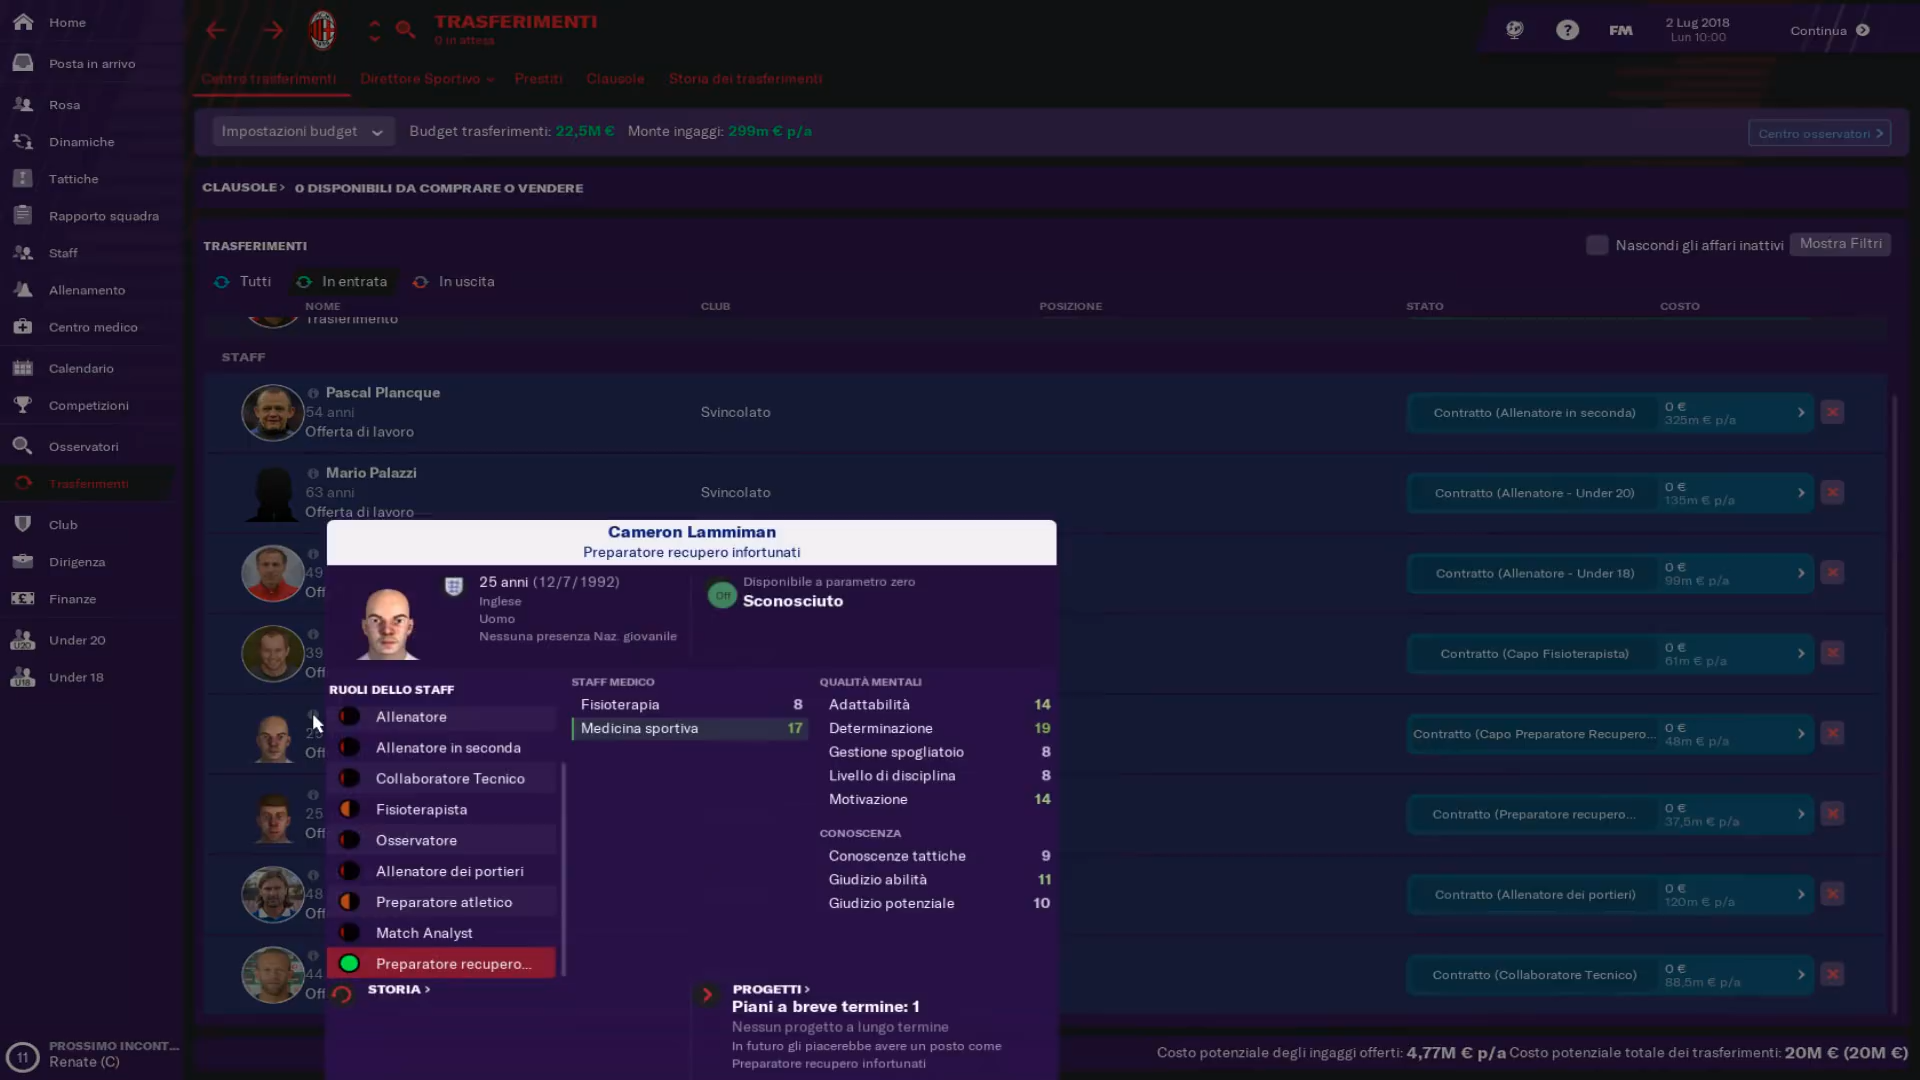 Home
Posta in arrivo
Rosa
Dinamiche
Tattiche
Rapporto squadra
Staff
Allenamento
Centro medico
Calendario
Competizioni
Osservatori
Trasferimenti
Club
Dirigenza
Finanze
U20 Under 20
U18 Under 18
11 PROSSIMO INCONT...
Renate (C)
TRASFERIMENTI
0 in attesa
? FM 2 Lug 2018 Continua
Lun 10:00
Centro trasferimenti Direttore Sportivo Prestiti Clausole Storia dei trasferimenti
Impostazioni budget Budget trasferimenti: 22,5M € Monte ingaggi: 299m € p/a Centro osservatori >
CLAUSOLE > 0 DISPONIBILI DA COMPRARE O VENDERE
TRASFERIMENTI Nascondi gli affari inattivi Mostra Filtri
Tutti In entrata In uscita
NOME CLUB POSIZIONE STATO COSTO
Trasferimento
STAFF
Pascal Plancque
54 anni
Offerta di lavoro
Svincolato
Contratto (Allenatore in seconda) 0 €
325m € p/a
Mario Palazzi
63 anni
Offerta di lavoro
Svincolato
Contratto (Allenatore - Under 20) 0 €
135m € p/a
49
Contratto (Allenatore - Under 18) 0 €
99m € p/a
39
Contratto (Capo Fisioterapista) 0 €
61m € p/a
Contratto (Capo Preparatore Recupero... 0 €
48m € p/a
25
Contratto (Preparatore recupero... 0 €
37,5m € p/a
48
Contratto (Allenatore dei portieri) 0 €
120m € p/a
44
Contratto (Collaboratore Tecnico) 0 €
88,5m € p/a
Cameron Lammiman
Preparatore recupero infortunati
25 anni (12/7/1992)
Inglese
Uomo
Nessuna presenza Naz. giovanile
Off Disponibile a parametro zero
Sconosciuto
RUOLI DELLO STAFF
Allenatore
Allenatore in seconda
Collaboratore Tecnico
Fisioterapista
Osservatore
Allenatore dei portieri
Preparatore atletico
Match Analyst
Preparatore recupero...
STAFF MEDICO
Fisioterapia 8
Medicina sportiva 17
QUALITÀ MENTALI
Adattabilità 14
Determinazione 19
Gestione spogliatoio 8
Livello di disciplina 8
Motivazione 14
CONOSCENZA
Conoscenze tattiche 9
Giudizio abilità 11
Giudizio potenziale 10
STORIA >
PROGETTI >
Piani a breve termine: 1
Nessun progetto a lungo termine
In futuro gli piacerebbe avere un posto come
Preparatore recupero infortunati
Costo potenziale degli ingaggi offerti: 4,77M € p/a Costo potenziale totale dei trasferimenti: 20M € (20M €)